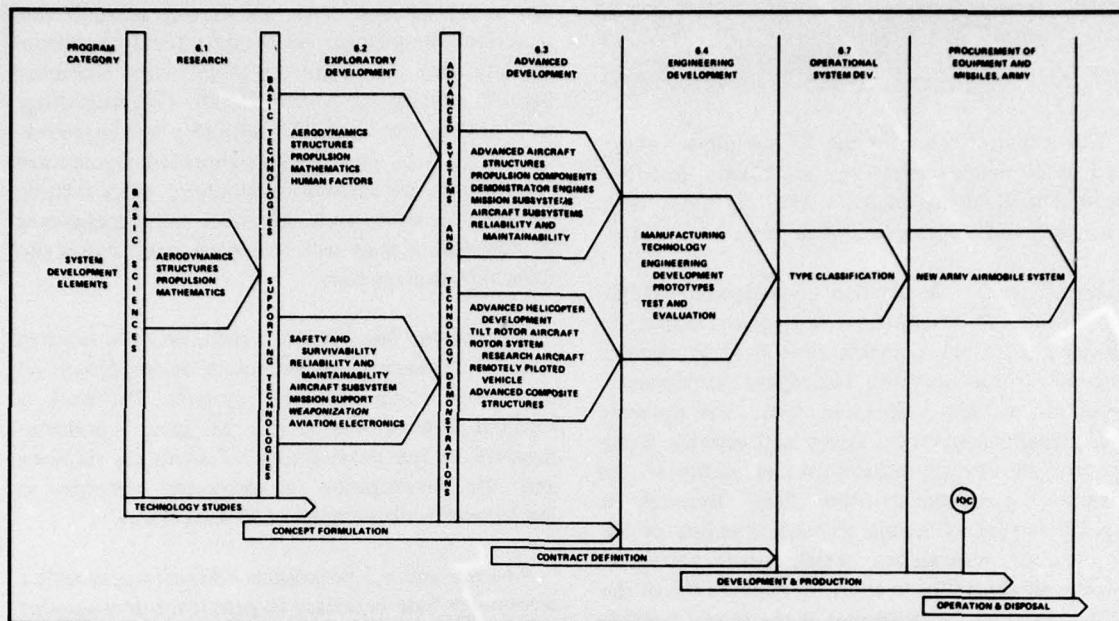 PROGRAM
CATEGORY
6.1
RESEARCH
6.2
EXPLORATORY
DEVELOPMENT
6.3
ADVANCED
DEVELOPMENT
6.4
ENGINEERING
DEVELOPMENT
6.7
OPERATIONAL
SYSTEM DEV
PROCUREMENT OF
EQUIPMENT AND
MISSILES, ARMY
SYSTEM
DEVELOPMENT
ELEMENTS
BASIC SCIENCES
AERODYNAMICS
STRUCTURES
PROPULSION
MATHEMATICS
BASIC TECHNOLOGIES
SUPPORTING TECHNOLOGIES
AERODYNAMICS
STRUCTURES
PROPULSION
MATHEMATICS
HUMAN FACTORS
SAFETY AND
SURVIVABILITY
RELIABILITY AND
MAINTAINABILITY
AIRCRAFT SUBSYSTEM
MISSION SUPPORT
WEAPONIZATION
AVIATION ELECTRONICS
ADVANCED SYSTEMS AND TECHNOLOGY DEMONSTRATIONS
ADVANCED AIRCRAFT
STRUCTURES
PROPULSION COMPONENTS
DEMONSTRATOR ENGINES
MISSION SUBSYSTEMS
AIRCRAFT SUBSYSTEMS
RELIABILITY AND
MAINTAINABILITY
ADVANCED HELICOPTER
DEVELOPMENT
TILT ROTOR AIRCRAFT
ROTOR SYSTEM
RESEARCH AIRCRAFT
REMOTELY PILOTED
VEHICLE
ADVANCED COMPOSITE
STRUCTURES
MANUFACTURING
TECHNOLOGY
ENGINEERING
DEVELOPMENT
PROTOTYPES
TEST AND
EVALUATION
TYPE CLASSIFICATION
NEW ARMY AIRMOBILE SYSTEM
TECHNOLOGY STUDIES
CONCEPT FORMULATION
CONTRACT DEFINITION
IOC
DEVELOPMENT & PRODUCTION
OPERATION & DISPOSAL